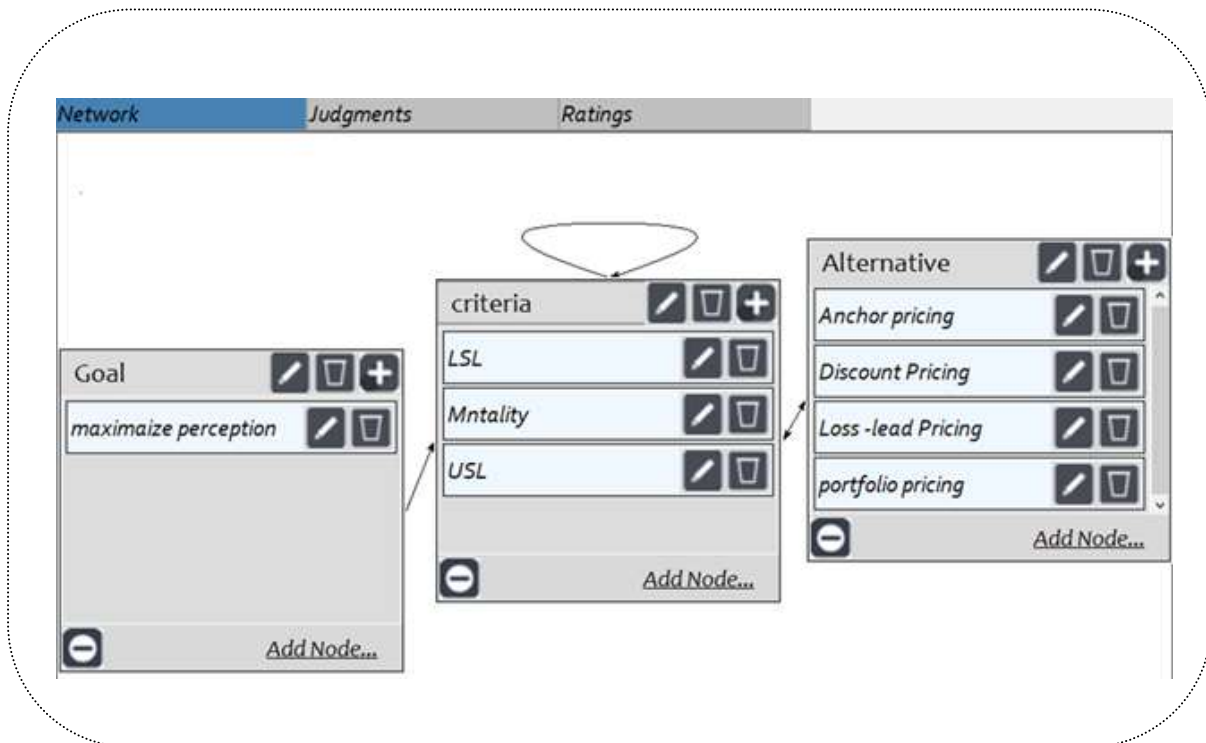 Network
Judgments
Ratings
Goal
maximaize perception
Add Node...
criteria
LSL
Mntality
USL
Add Node...
Alternative
Anchor pricing
Discount Pricing
Loss -lead Pricing
portfolio pricing
Add Node...